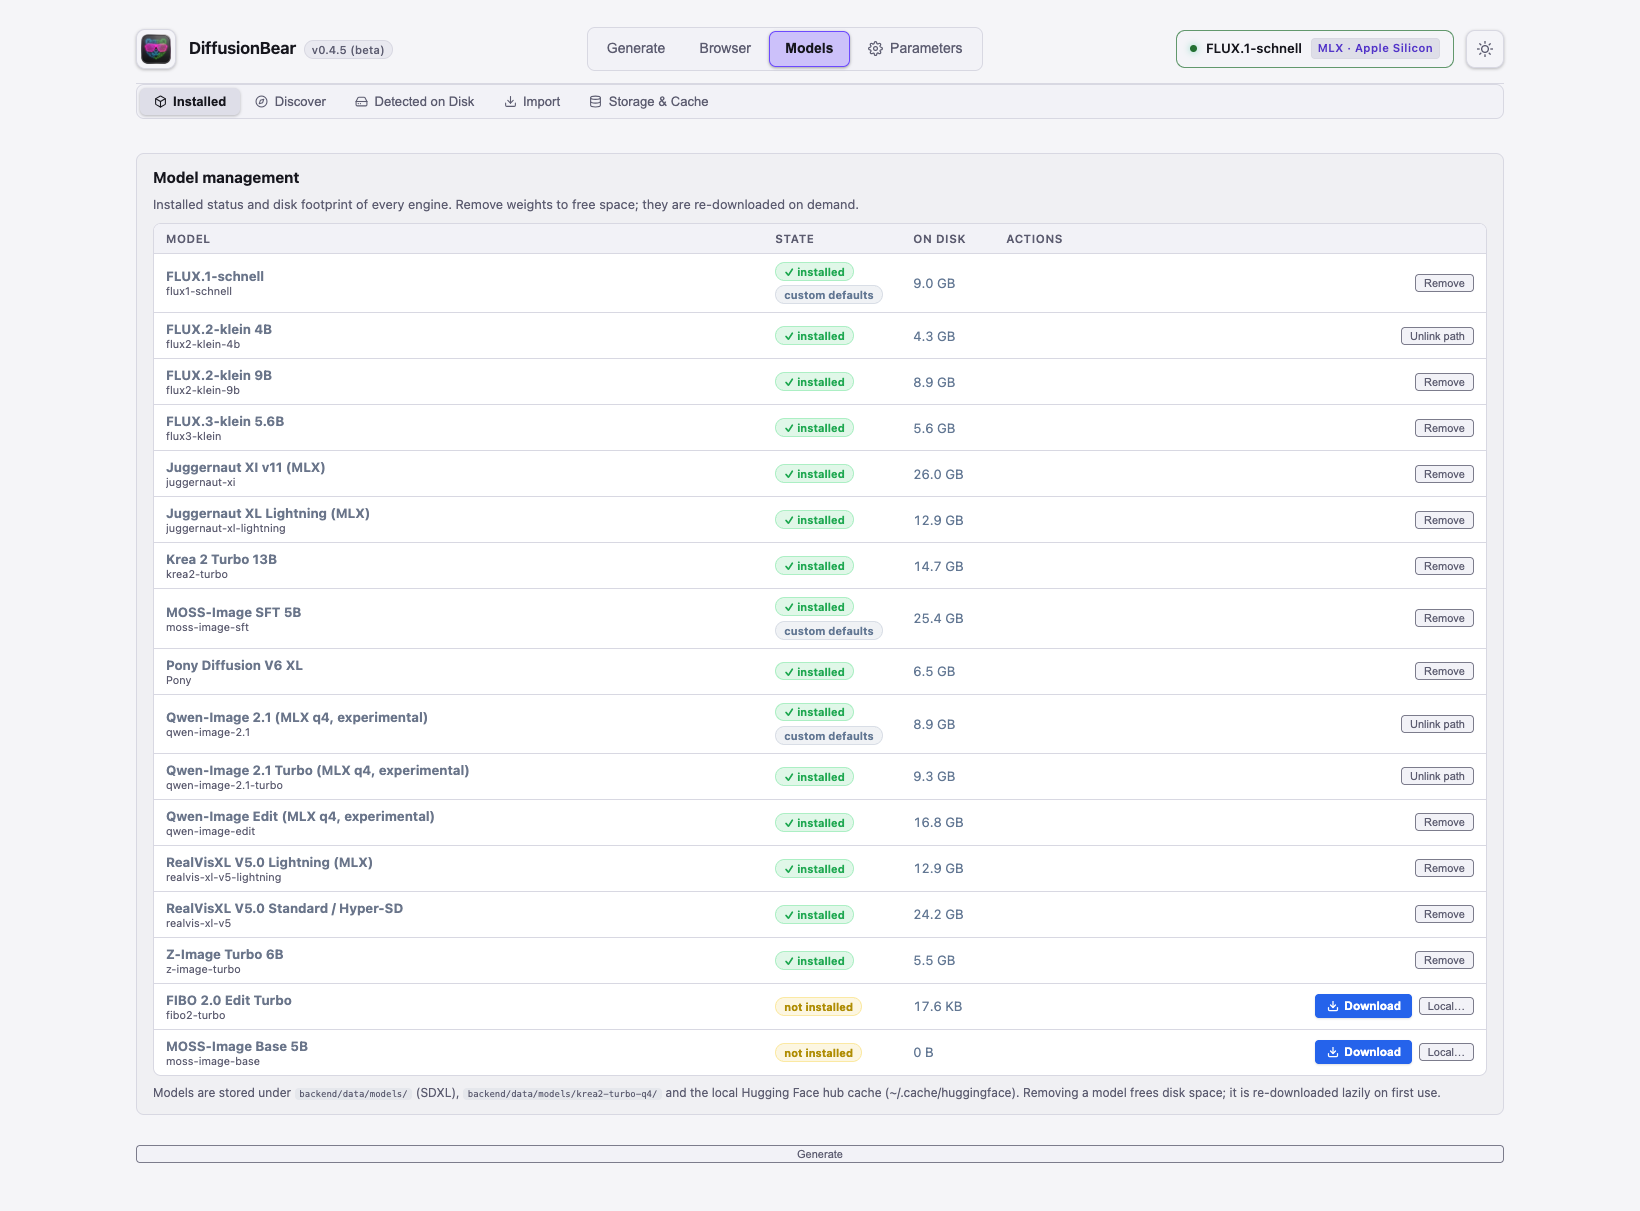 DiffusionBear v0.4.5 (beta) Generate Browser Models Parameters FLUX.1-schnell MLX · Apple Silicon
Installed Discover Detected on Disk Import Storage & Cache
Model management
Installed status and disk footprint of every engine. Remove weights to free space; they are re-downloaded on demand.
MODEL STATE ON DISK ACTIONS
FLUX.1-schnell
flux1-schnell
✓ installed
custom defaults
9.0 GB
Remove
FLUX.2-klein 4B
flux2-klein-4b
✓ installed
4.3 GB
Unlink path
FLUX.2-klein 9B
flux2-klein-9b
✓ installed
8.9 GB
Remove
FLUX.3-klein 5.6B
flux3-klein
✓ installed
5.6 GB
Remove
Juggernaut XI v11 (MLX)
juggernaut-xi
✓ installed
26.0 GB
Remove
Juggernaut XL Lightning (MLX)
juggernaut-xl-lightning
✓ installed
12.9 GB
Remove
Krea 2 Turbo 13B
krea2-turbo
✓ installed
14.7 GB
Remove
MOSS-Image SFT 5B
moss-image-sft
✓ installed
custom defaults
25.4 GB
Remove
Pony Diffusion V6 XL
Pony
✓ installed
6.5 GB
Remove
Qwen-Image 2.1 (MLX q4, experimental)
qwen-image-2.1
✓ installed
custom defaults
8.9 GB
Unlink path
Qwen-Image 2.1 Turbo (MLX q4, experimental)
qwen-image-2.1-turbo
✓ installed
9.3 GB
Unlink path
Qwen-Image Edit (MLX q4, experimental)
qwen-image-edit
✓ installed
16.8 GB
Remove
RealVisXL V5.0 Lightning (MLX)
realvis-xl-v5-lightning
✓ installed
12.9 GB
Remove
RealVisXL V5.0 Standard / Hyper-SD
realvis-xl-v5
✓ installed
24.2 GB
Remove
Z-Image Turbo 6B
z-image-turbo
✓ installed
5.5 GB
Remove
FIBO 2.0 Edit Turbo
fibo2-turbo
not installed
17.6 KB
Download Local…
MOSS-Image Base 5B
moss-image-base
not installed
0 B
Download Local…
Models are stored under backend/data/models/ (SDXL), backend/data/models/krea2-turbo-q4/ and the local Hugging Face hub cache (~/.cache/huggingface). Removing a model frees disk space; it is re-downloaded lazily on first use.
Generate